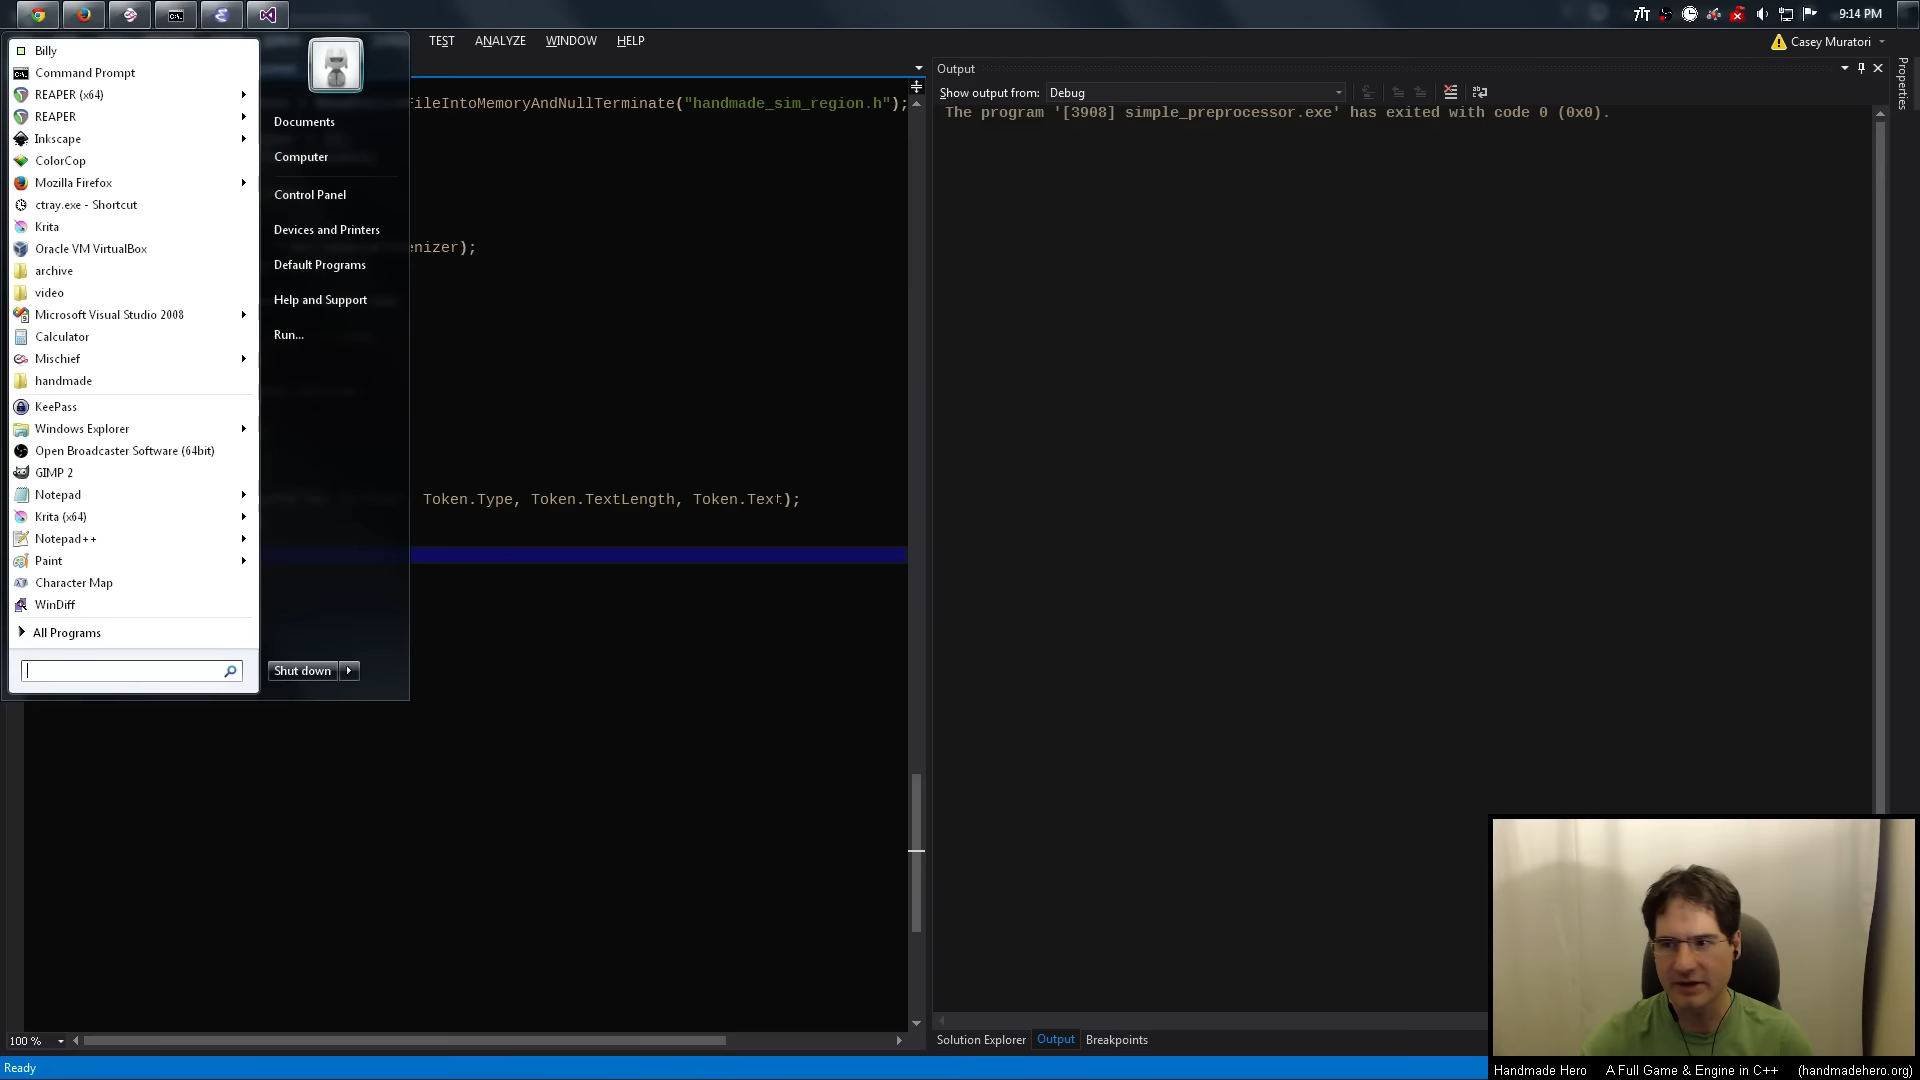 9:14 PM
TEST ANALYZE WINDOW HELP
Casey Muratori
Billy
Command Prompt
REAPER (x64)
REAPER
Inkscape
ColorCop
Mozilla Firefox
ctray.exe - Shortcut
Krita
Oracle VM VirtualBox
archive
video
Microsoft Visual Studio 2008
Calculator
Mischief
handmade
KeePass
Windows Explorer
Open Broadcaster Software (64bit)
GIMP 2
Notepad
Krita (x64)
Notepad++
Paint
Character Map
WinDiff
All Programs
Documents
Computer
Control Panel
Devices and Printers
Default Programs
Help and Support
Run...
Shut down
FileIntoMemoryAndNullTerminate("handmade_sim_region.h");
enizer);
Token.Type, Token.TextLength, Token.Text);
100 %
Ready
Output
Show output from: Debug
The program '[3908] simple_preprocessor.exe' has exited with code 0 (0x0).
Properties
Solution Explorer Output Breakpoints
Handmade Hero A Full Game & Engine in C++ (handmadehero.org)